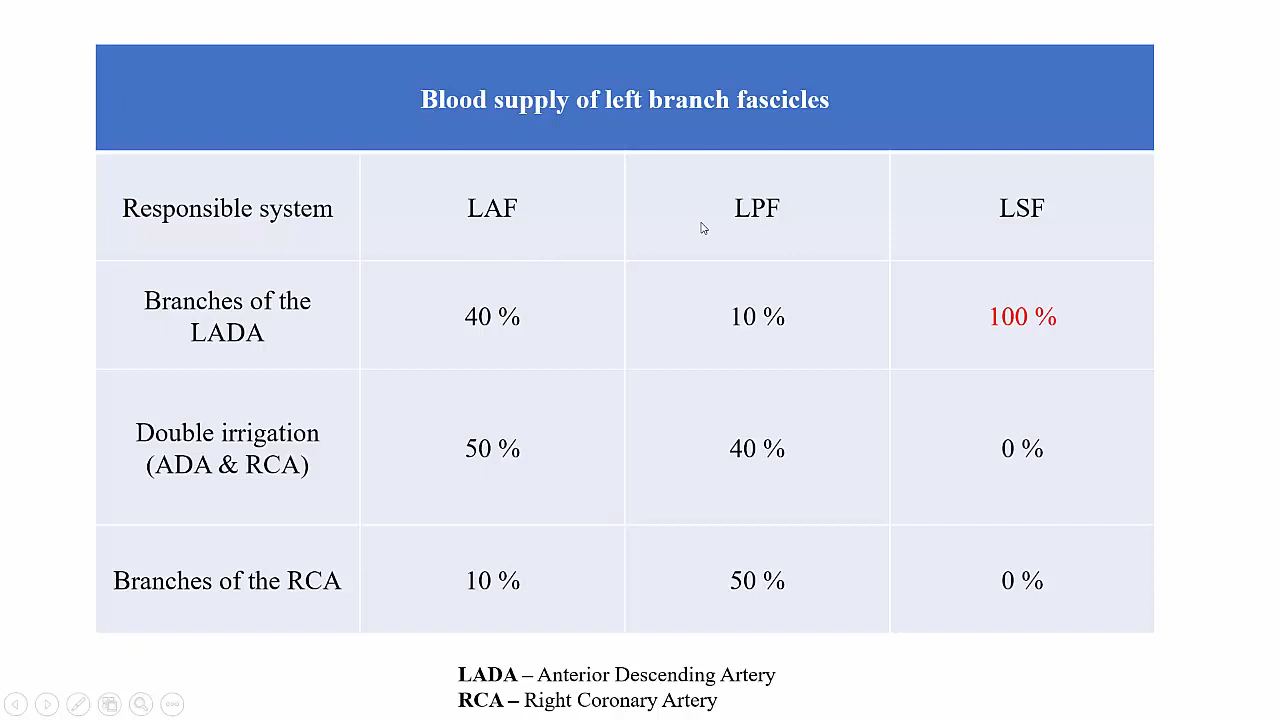 Blood supply of left branch fascicles
Responsible system LAF LPF LSF
Branches of the
LADA
40 % 10 % 100 %
Double irrigation
(ADA & RCA)
50 % 40 % 0 %
Branches of the RCA 10 % 50 % 0 %
LADA – Anterior Descending Artery
RCA – Right Coronary Artery